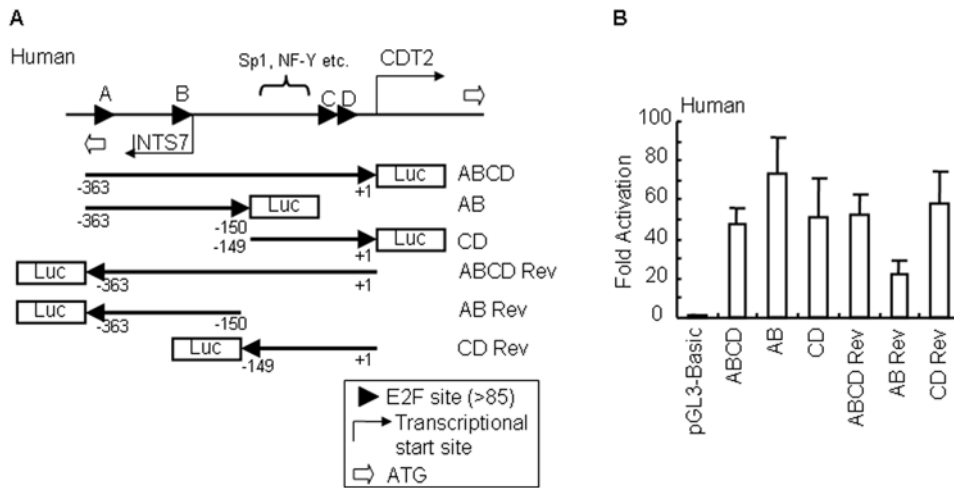 A
Human
Sp1, NF-Y etc.
CDT2
A
B
C D
INTS7
-363
+1
Luc
ABCD
-363
-150
Luc
AB
-149
+1
Luc
CD
Luc
-363
+1
ABCD Rev
Luc
-363
-150
AB Rev
Luc
-149
+1
CD Rev
E2F site (>85)
Transcriptional
start site
ATG
B
Human
Fold Activation
100
80
60
40
20
0
pGL3-Basic
ABCD
AB
CD
ABCD Rev
AB Rev
CD Rev